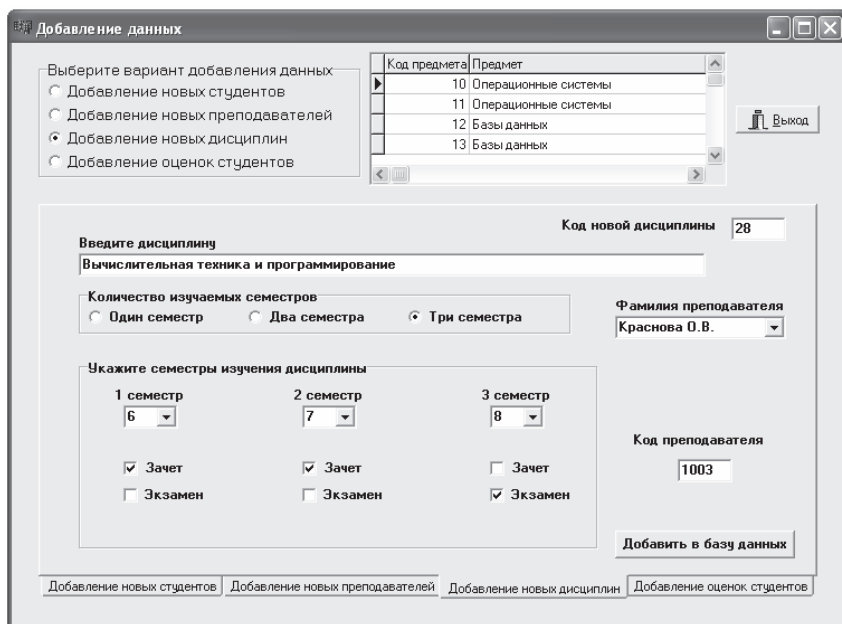 Добавление данных
Выберите вариант добавления данных
Добавление новых студентов
Добавление новых преподавателей
Добавление новых дисциплин
Добавление оценок студентов
Код предмета Предмет
10 Операционные системы
11 Операционные системы
12 Базы данных
13 Базы данных
Выход
Код новой дисциплины 28
Введите дисциплину
Вычислительная техника и программирование
Количество изучаемых семестров
Один семестр Два семестра Три семестра
Фамилия преподавателя
Краснова О.В.
Укажите семестры изучения дисциплины
1 семестр 2 семестр 3 семестр
6 7 8
Зачет Зачет Зачет
Экзамен Экзамен Экзамен
Код преподавателя
1003
Добавить в базу данных
Добавление новых студентов Добавление новых преподавателей Добавление новых дисциплин Добавление оценок студентов